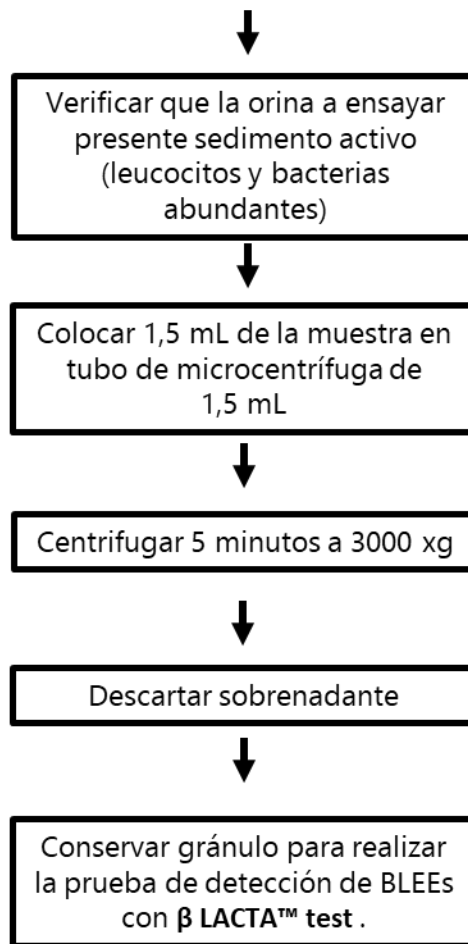 Verificar que la orina a ensayar
presente sedimento activo
(leucocitos y bacterias
abundantes)
Colocar 1,5 mL de la muestra en
tubo de microcentrífuga de
1,5 mL
Centrifugar 5 minutos a 3000 xg
Descartar sobrenadante
Conservar gránulo para realizar
la prueba de detección de BLEEs
con β LACTA™ test .